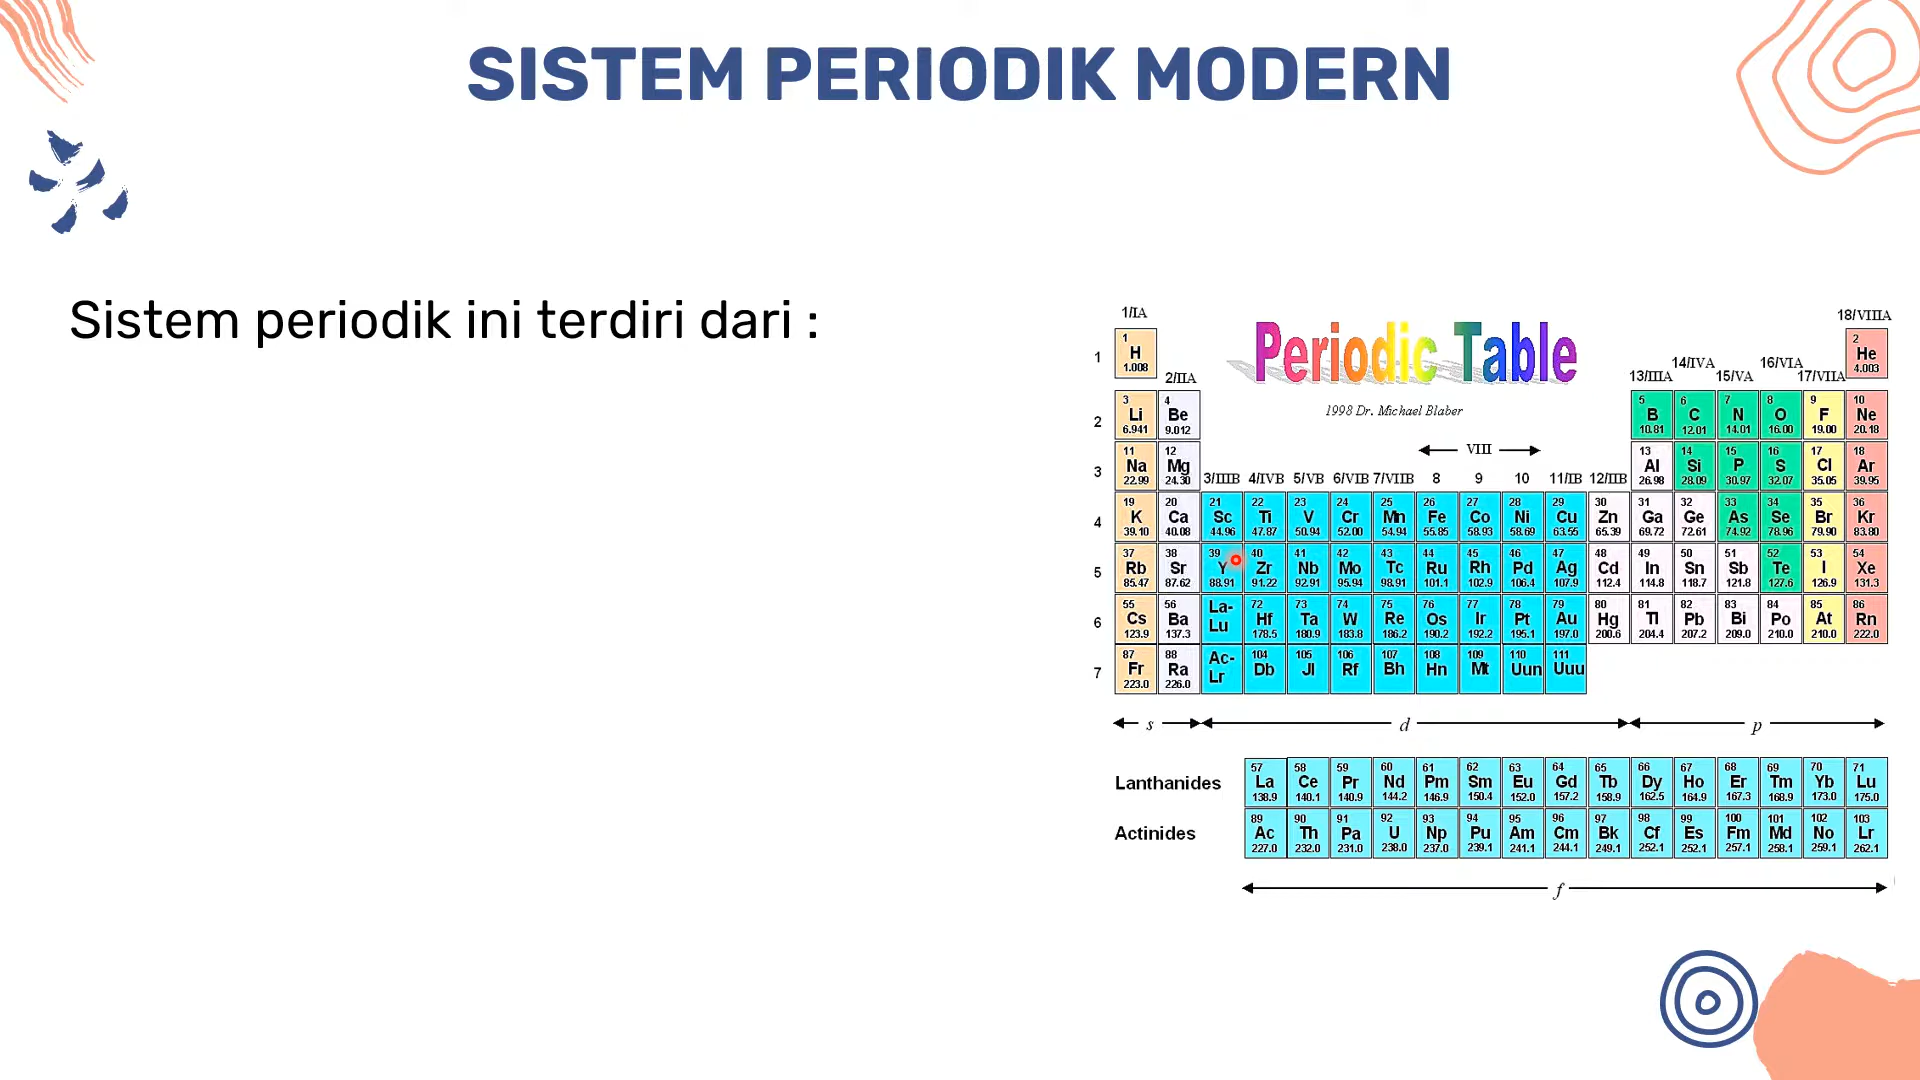 SISTEM PERIODIK MODERN
Sistem periodik ini terdiri dari :
1/IA 18/VIIIA
Periodic Table
1 H 1.008 2 He 4.003
1
2/IIA 13/IIIA 14/IVA 15/VA 16/VIA 17/VIIA
1998 Dr. Michael Blaber
2 3 Li 6.941 4 Be 9.012 5 B 10.81 6 C 12.01 7 N 14.01 8 O 16.00 9 F 19.00 10 Ne 20.18
VIII
3 11 Na 22.99 12 Mg 24.30 13 Al 26.98 14 Si 28.09 15 P 30.97 16 S 32.07 17 Cl 35.05 18 Ar 39.95
3/IIIB 4/IVB 5/VB 6/VIB 7/VIIB 8 9 10 11/IB 12/IIB
4 19 K 39.10 20 Ca 40.08 21 Sc 44.96 22 Ti 47.87 23 V 50.94 24 Cr 52.00 25 Mn 54.94 26 Fe 55.85 27 Co 58.93 28 Ni 58.69 29 Cu 63.55 30 Zn 65.39 31 Ga 69.72 32 Ge 72.61 33 As 74.92 34 Se 78.96 35 Br 79.90 36 Kr 83.80
5 37 Rb 85.47 38 Sr 87.62 39 Y 88.91 40 Zr 91.22 41 Nb 92.91 42 Mo 95.94 43 Tc 98.91 44 Ru 101.1 45 Rh 102.9 46 Pd 106.4 47 Ag 107.9 48 Cd 112.4 49 In 114.8 50 Sn 118.7 51 Sb 121.8 52 Te 127.6 53 I 126.9 54 Xe 131.3
6 55 Cs 123.9 56 Ba 137.3 La-Lu 72 Hf 178.5 73 Ta 180.9 74 W 183.8 75 Re 186.2 76 Os 190.2 77 Ir 192.2 78 Pt 195.1 79 Au 197.0 80 Hg 200.6 81 Tl 204.4 82 Pb 207.2 83 Bi 209.0 84 Po 210.0 85 At 210.0 86 Rn 222.0
7 87 Fr 223.0 88 Ra 226.0 Ac-Lr 104 Db 105 Jl 106 Rf 107 Bh 108 Hn 109 Mt 110 Uun 111 Uuu
s d p
Lanthanides 57 La 138.9 58 Ce 140.1 59 Pr 140.9 60 Nd 144.2 61 Pm 146.9 62 Sm 150.4 63 Eu 152.0 64 Gd 157.2 65 Tb 158.9 66 Dy 162.5 67 Ho 164.9 68 Er 167.3 69 Tm 168.9 70 Yb 173.0 71 Lu 175.0
Actinides 89 Ac 227.0 90 Th 232.0 91 Pa 231.0 92 U 238.0 93 Np 237.0 94 Pu 239.1 95 Am 241.1 96 Cm 244.1 97 Bk 249.1 98 Cf 252.1 99 Es 252.1 100 Fm 257.1 101 Md 258.1 102 No 259.1 103 Lr 262.1
f